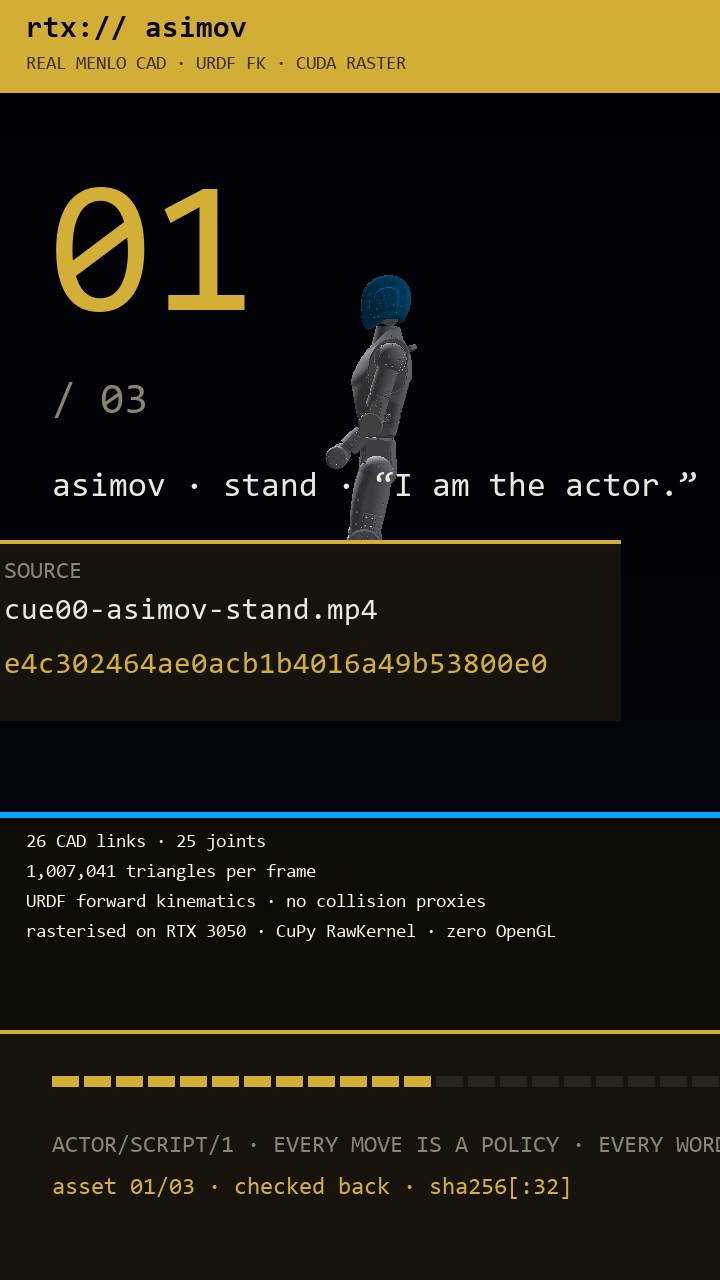 rtx:// asimov
REAL MENLO CAD · URDF FK · CUDA RASTER
01
/ 03
asimov · stand · “I am the actor.”
SOURCE
cue00-asimov-stand.mp4
e4c302464ae0acb1b4016a49b53800e0
26 CAD links · 25 joints
1,007,041 triangles per frame
URDF forward kinematics · no collision proxies
rasterised on RTX 3050 · CuPy RawKernel · zero OpenGL
ACTOR/SCRIPT/1 · EVERY MOVE IS A POLICY · EVERY WORD
asset 01/03 · checked back · sha256[:32]